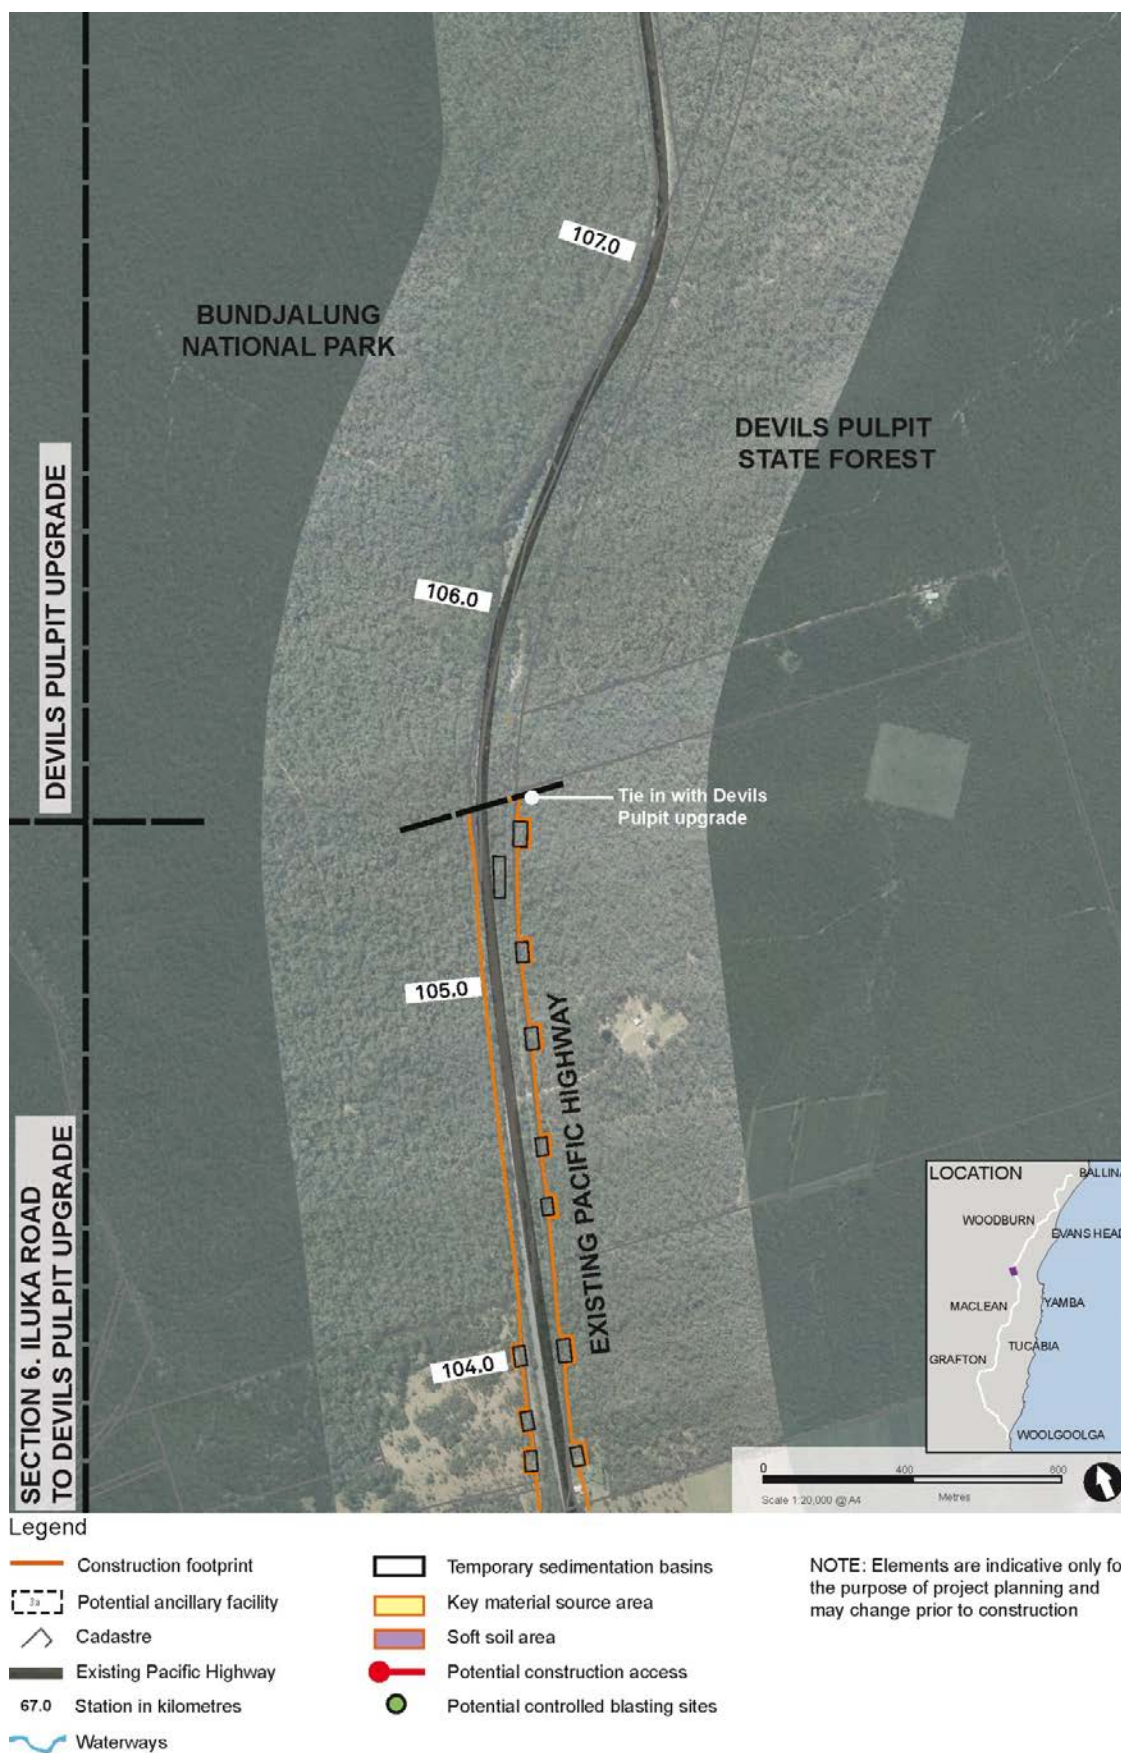 107.0
BUNDJALUNG
NATIONAL PARK
DEVILS PULPIT
STATE FOREST
DEVILS PULPIT UPGRADE
106.0
Tie in with Devils
Pulpit upgrade
105.0
EXISTING PACIFIC HIGHWAY
SECTION 6. ILUKA ROAD
TO DEVILS PULPIT UPGRADE
104.0
LOCATION
BALLINA
WOODBURN
EVANS HEAD
MACLEAN
YAMBA
TUCABIA
GRAFTON
WOOLGOOLGA
0 400 800
Scale 1:20,000 @ A4 Metres
Legend
Construction footprint
3a Potential ancillary facility
Cadastre
Existing Pacific Highway
67.0 Station in kilometres
Waterways
Temporary sedimentation basins
Key material source area
Soft soil area
Potential construction access
Potential controlled blasting sites
NOTE: Elements are indicative only fo
the purpose of project planning and
may change prior to construction